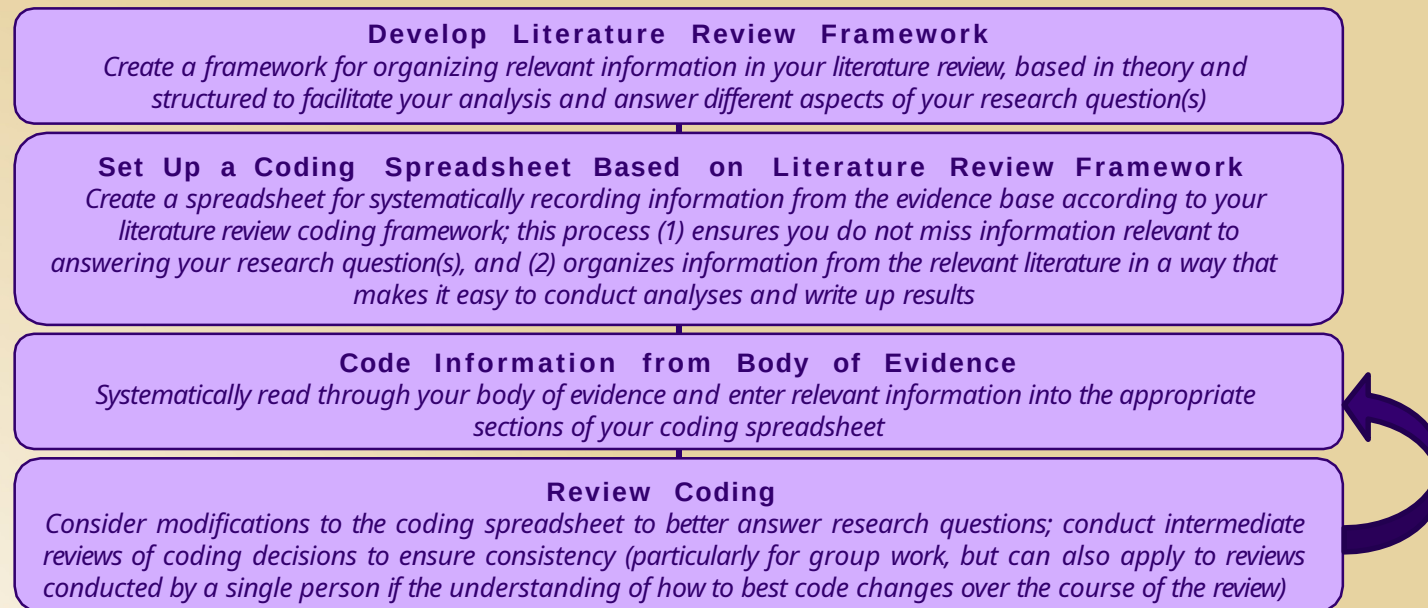 Develop Literature Review Framework
Create a framework for organizing relevant information in your literature review, based in theory and
structured to facilitate your analysis and answer different aspects of your research question(s)
Set Up a Coding Spreadsheet Based on Literature Review Framework
Create a spreadsheet for systematically recording information from the evidence base according to your
literature review coding framework; this process (1) ensures you do not miss information relevant to
answering your research question(s), and (2) organizes information from the relevant literature in a way that
makes it easy to conduct analyses and write up results
Code Information from Body of Evidence
Systematically read through your body of evidence and enter relevant information into the appropriate
sections of your coding spreadsheet
Review Coding
Consider modifications to the coding spreadsheet to better answer research questions; conduct intermediate
reviews of coding decisions to ensure consistency (particularly for group work, but can also apply to reviews
conducted by a single person if the understanding of how to best code changes over the course of the review)